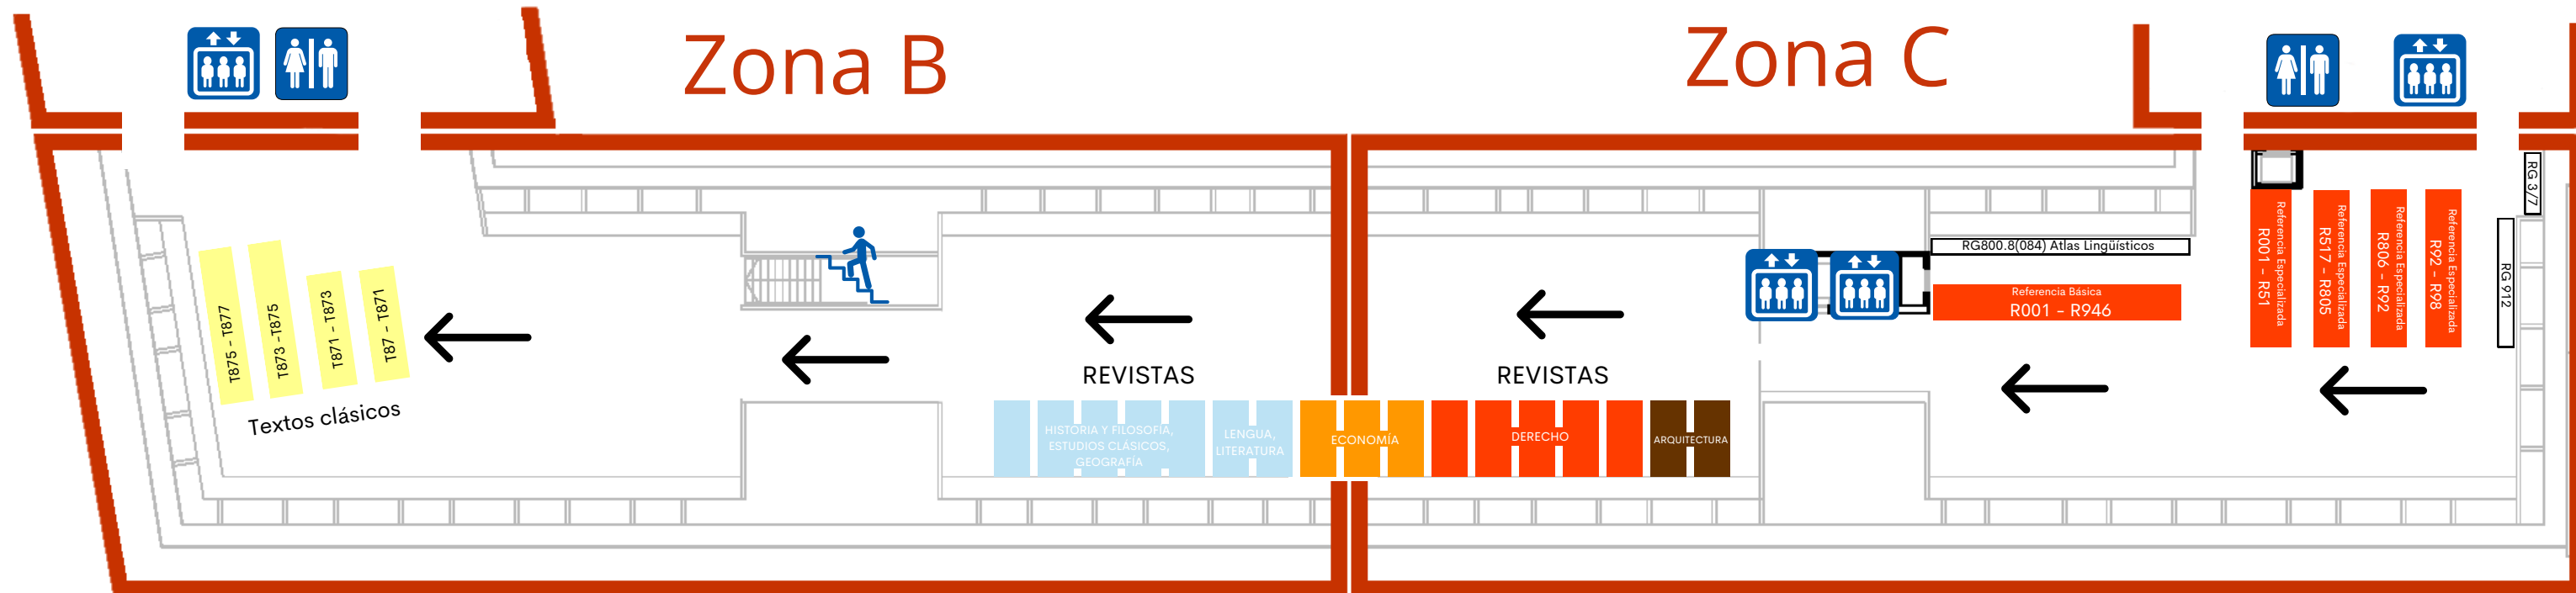 Zona B
Zona C
RG 3/7
RG 912
Referencia Especializada
R001 - R51
Referencia Especializada
R517 - R805
Referencia Especializada
R806 - R92
Referencia Especializada
R92 - R98
RG800.8(084) Atlas Lingüísticos
Referencia Básica
R001 - R946
T875 - T877
T873 -T875
T871 - T873
T87 - T871
Textos clásicos
REVISTAS
REVISTAS
HISTORIA Y FILOSOFÍA,
ESTUDIOS CLÁSICOS,
GEOGRAFÍA
LENGUA,
LITERATURA
ECONOMÍA
DERECHO
ARQUITECTURA